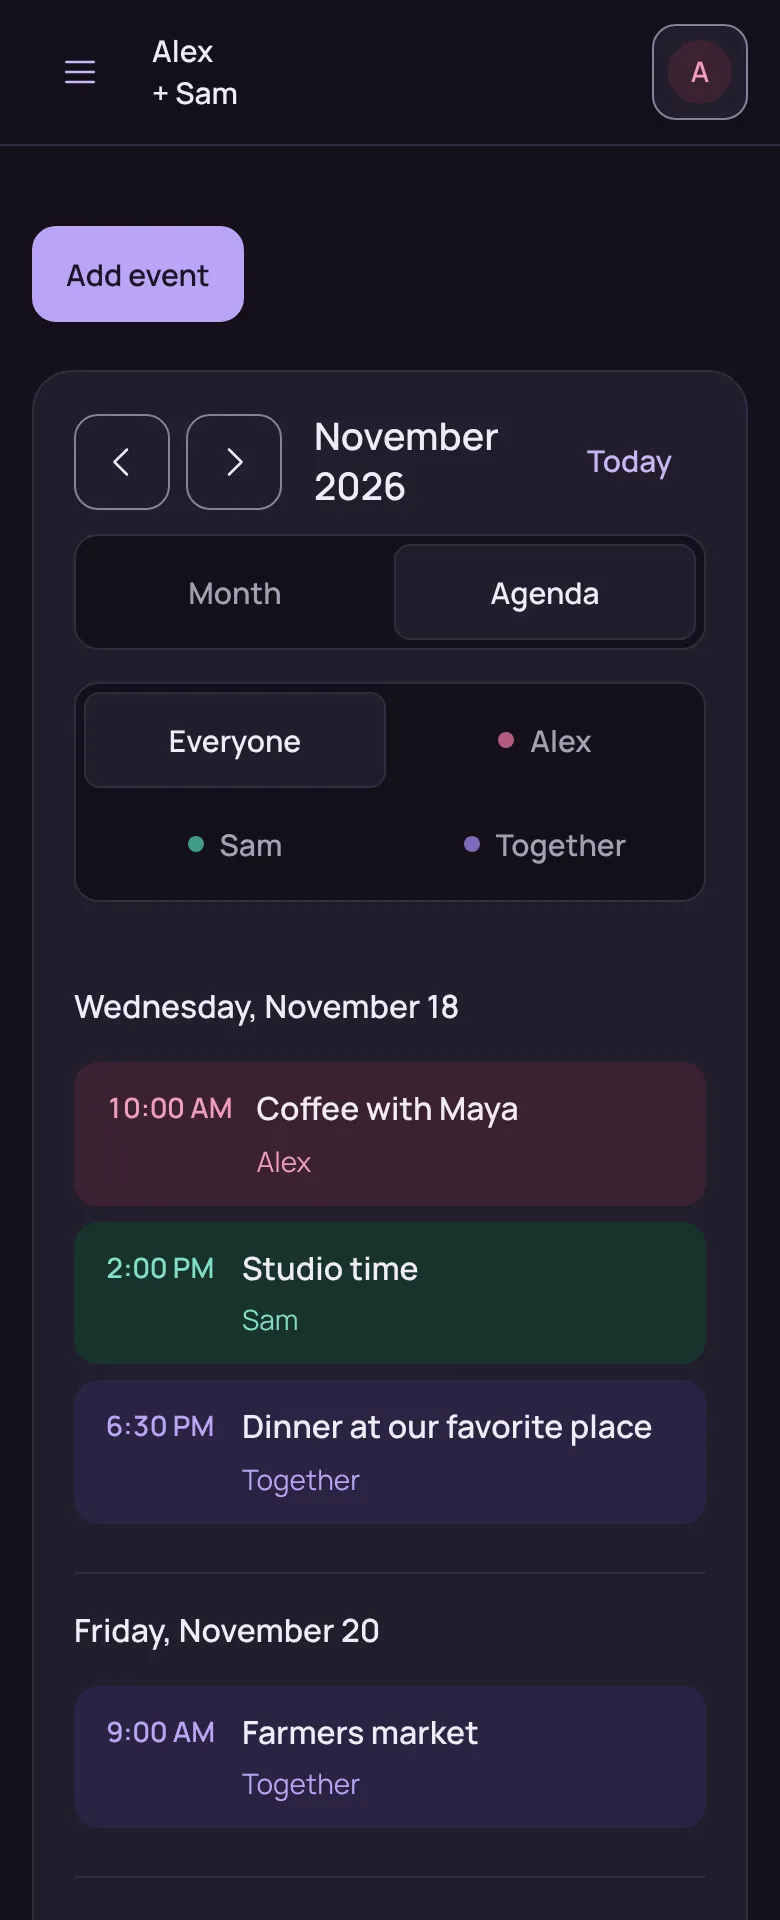 Alex
+ Sam
A
Add event
November
2026
Today
Month
Agenda
Everyone
Alex
Sam
Together
Wednesday, November 18
10:00 AM
Coffee with Maya
Alex
2:00 PM
Studio time
Sam
6:30 PM
Dinner at our favorite place
Together
Friday, November 20
9:00 AM
Farmers market
Together